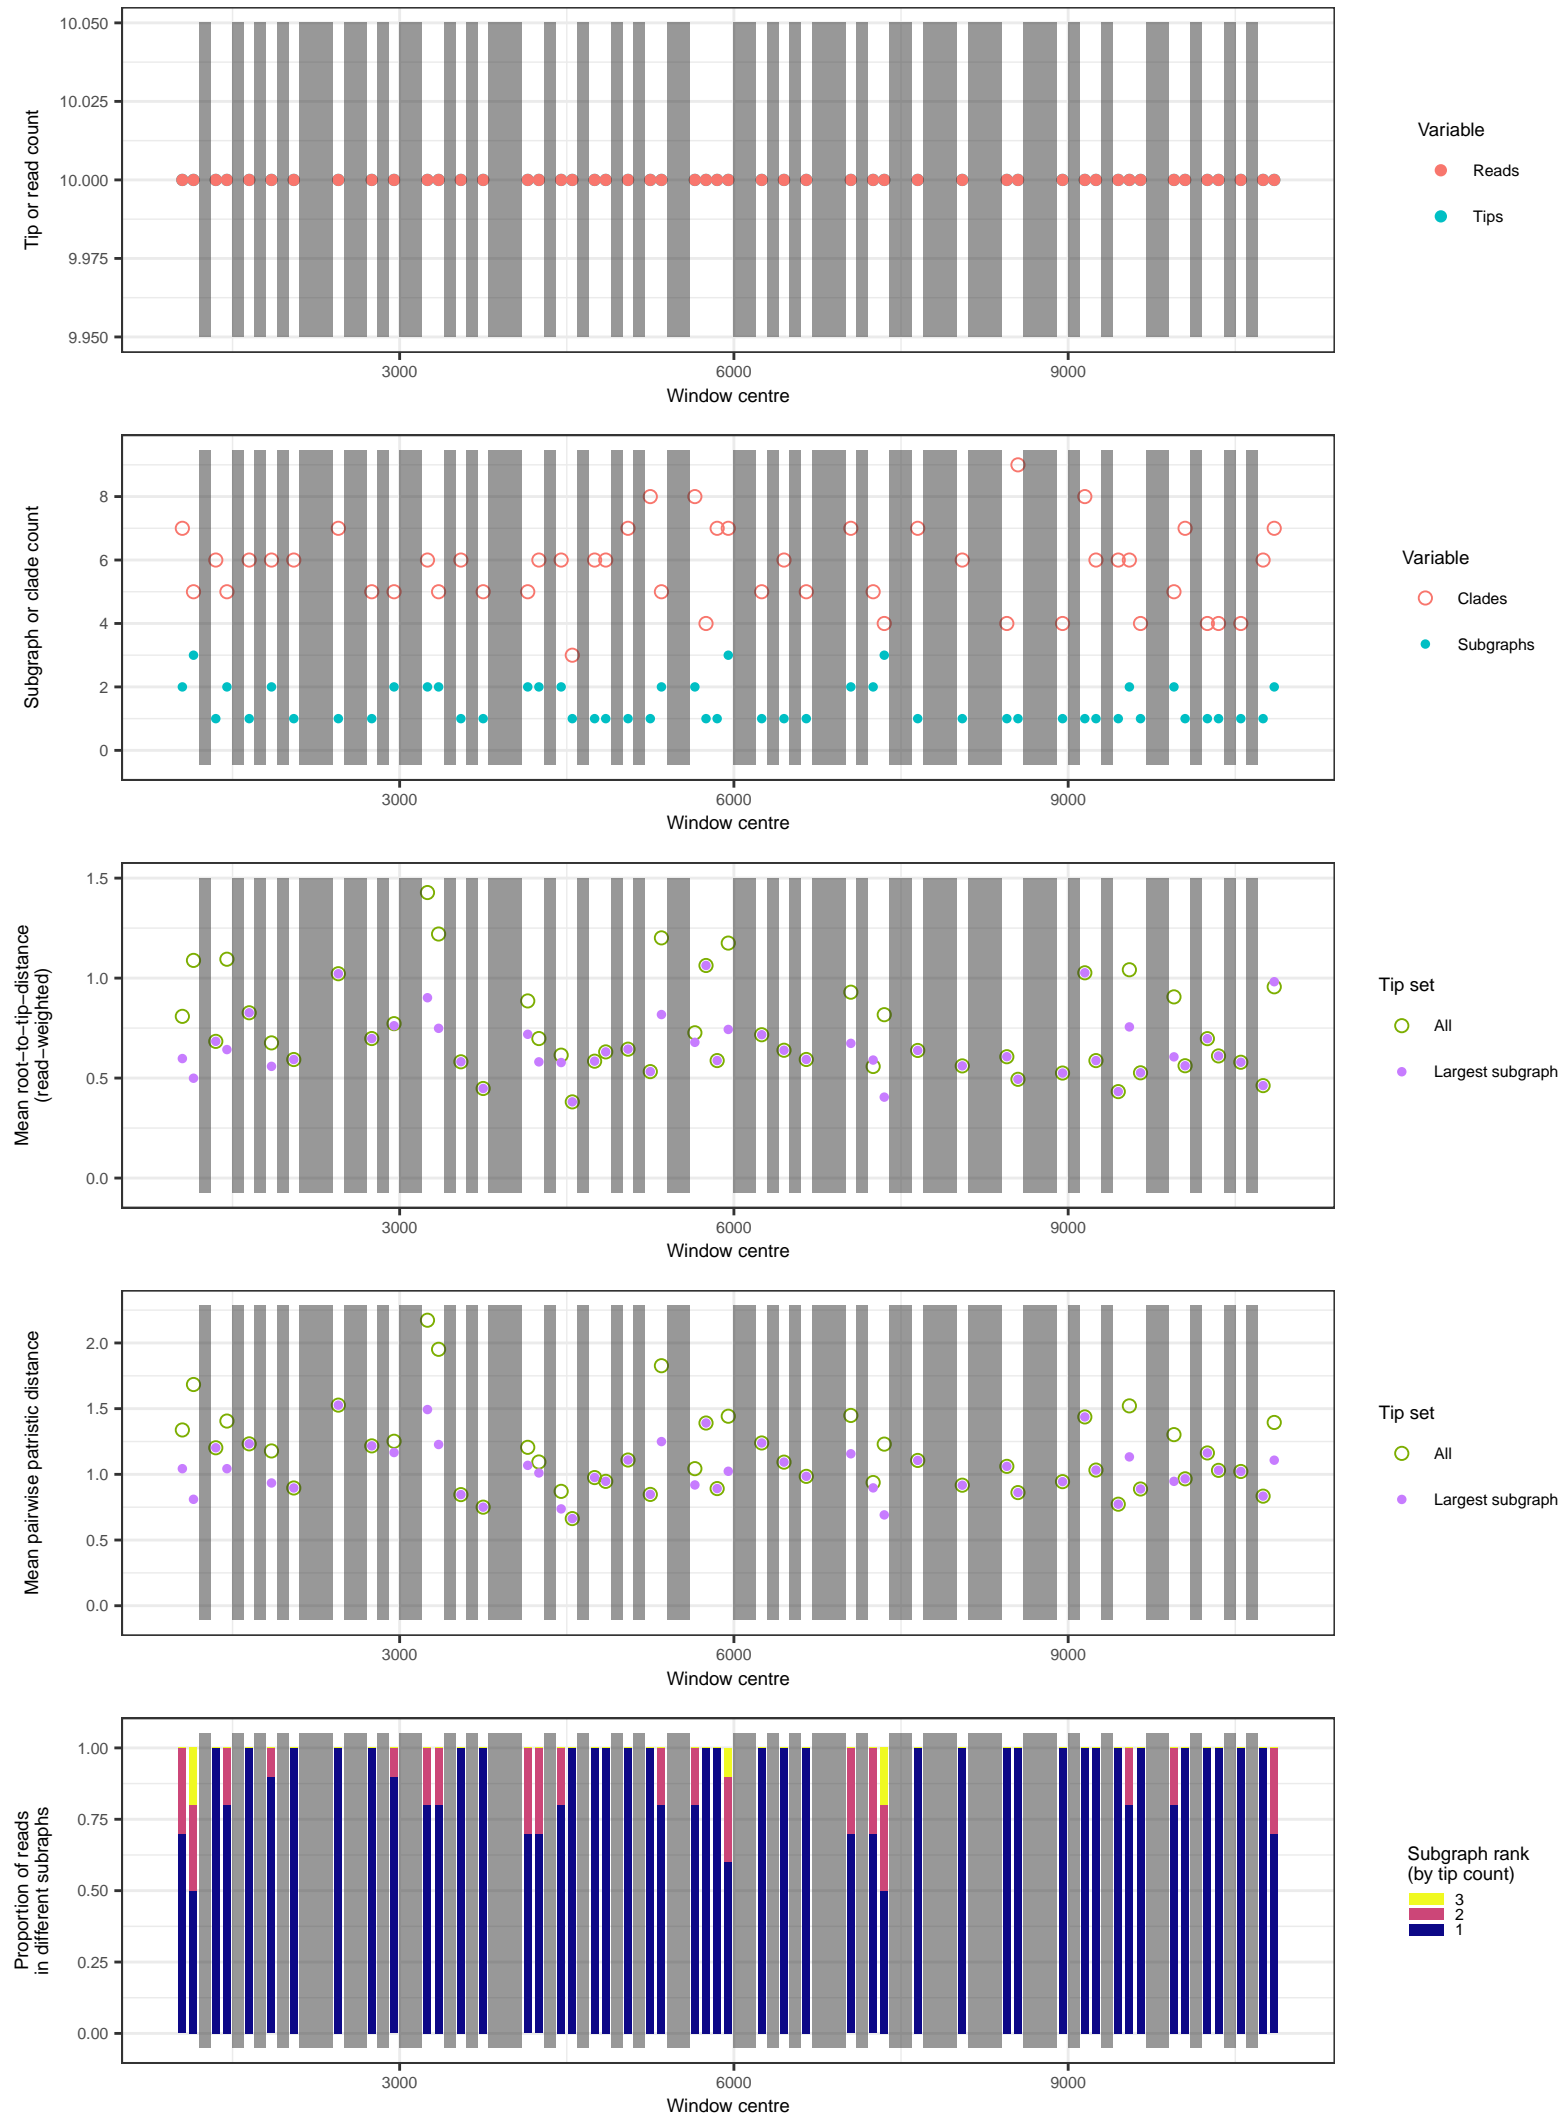 10.050
10.025
10.000
9.975
9.950
Tip or read count
3000
6000
9000
Window centre
Variable
Reads
Tips
8
6
4
2
0
Subgraph or clade count
3000
6000
9000
Window centre
Variable
Clades
Subgraphs
1.5
1.0
0.5
0.0
Mean root−to−tip−distance
(read−weighted)
3000
6000
9000
Window centre
Tip set
All
Largest subgraph
2.0
1.5
1.0
0.5
0.0
Mean pairwise patristic distance
3000
6000
9000
Window centre
Tip set
All
Largest subgraph
1.00
0.75
0.50
0.25
0.00
Proportion of reads
in different subraphs
3000
6000
9000
Window centre
Subgraph rank
(by tip count)
3
2
1